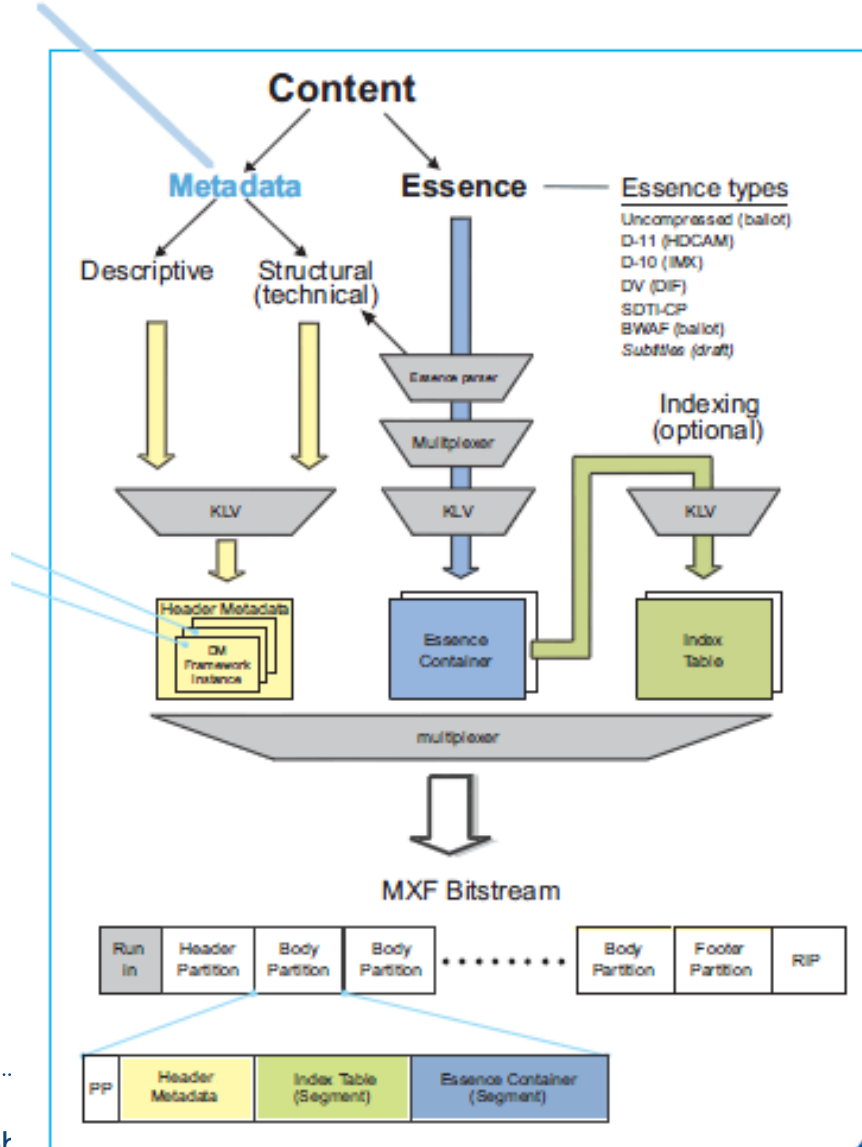 Content
Metadata
Essence
Essence types
Uncompressed (ballot)
D-11 (HDCAM)
D-10 (IMX)
DV (DIF)
SDTI-CP
BWAF (ballot)
Subtitles (draft)
Descriptive
Structural
(technical)
Essence parser
Mulitplexer
Indexing
(optional)
KLV
KLV
KLV
Header Metadata
DM
Framework
Instance
Essence
Container
Index
Table
multiplexer
MXF Bitstream
Run
in
Header
Partition
Body
Partition
Body
Partition
Body
Partition
Footer
Partition
RIP
PP
Header
Metadata
Index Table
(Segment)
Essence Container
(Segment)